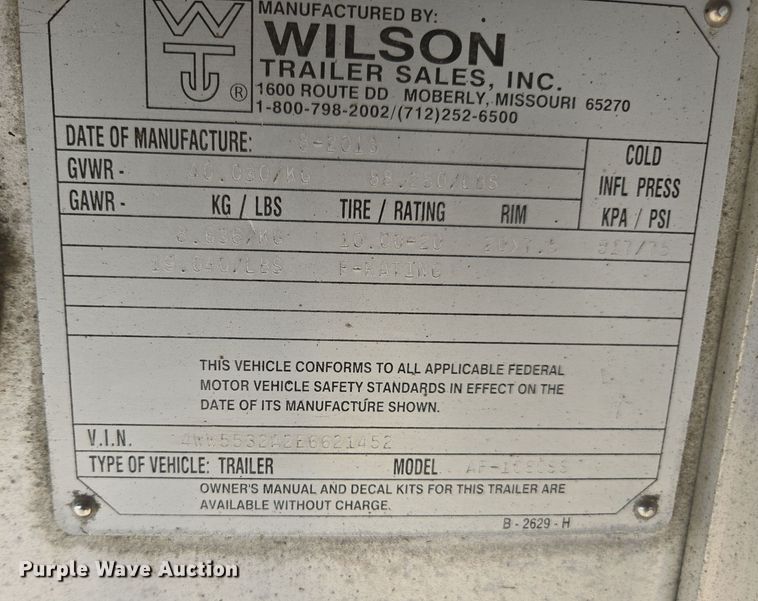 MANUFACTURED BY:
WILSON
TRAILER SALES, INC.
1600 ROUTE DD MOBERLY, MISSOURI 65270
1-800-798-2002/(712)252-6500
WTI ®
DATE OF MANUFACTURE:
GVWR -
COLD
INFL PRESS
KPA / PSI
GAWR - KG / LBS TIRE / RATING RIM
10.00-20
F-RATING
THIS VEHICLE CONFORMS TO ALL APPLICABLE FEDERAL
MOTOR VEHICLE SAFETY STANDARDS IN EFFECT ON THE
DATE OF ITS MANUFACTURE SHOWN.
V.I.N.
TYPE OF VEHICLE: TRAILER MODEL
OWNER'S MANUAL AND DECAL KITS FOR THIS TRAILER ARE
AVAILABLE WITHOUT CHARGE.
B - 2629 - H
Purple Wave Auction